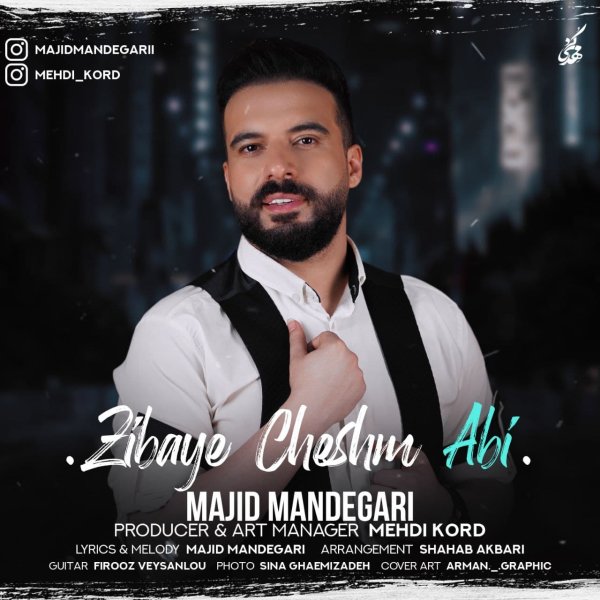 MAJIDMANDEGARII
MEHDI_KORD
. Zibaye Cheshm Abi .
MAJID MANDEGARI
PRODUCER & ART MANAGER MEHDI KORD
LYRICS & MELODY MAJID MANDEGARI ARRANGEMENT SHAHAB AKBARI
GUITAR FIROOZ VEYSANLOU PHOTO SINA GHAEMIZADEH COVER ART ARMAN._.GRAPHIC